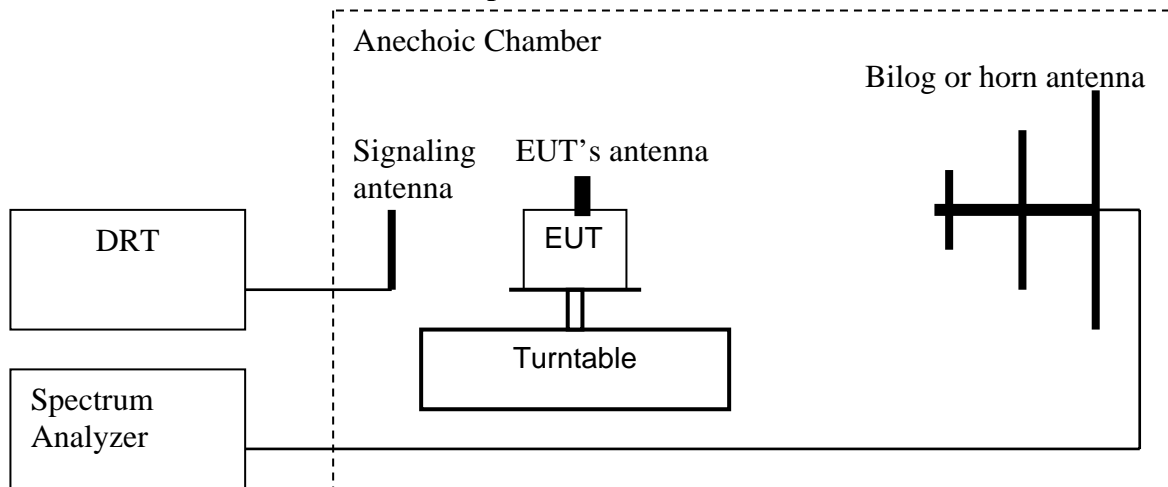 Anechoic Chamber
Bilog or horn antenna
Signaling
antenna
EUT’s antenna
DRT
EUT
Turntable
Spectrum
Analyzer